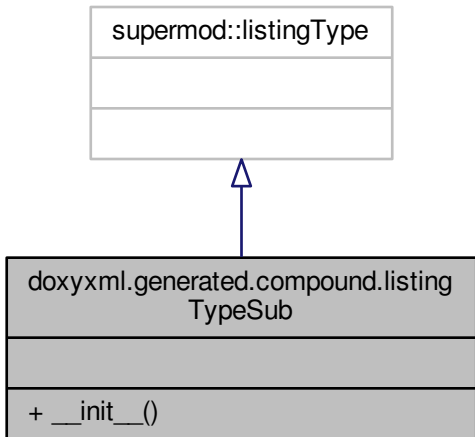 supermod::listingType
doxyxml.generated.compound.listing
TypeSub
+ __init__()